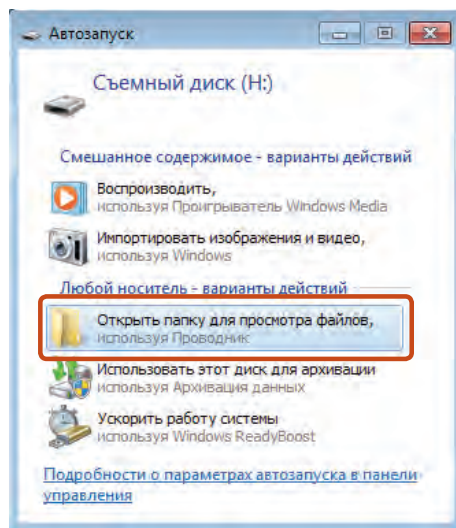 Автозапуск
Съемный диск (H:)
Смешанное содержимое - варианты действий
Воспроизводить,
используя Проигрыватель Windows Media
Импортировать изображения и видео,
используя Windows
Любой носитель - варианты действий
Открыть папку для просмотра файлов,
используя Проводник
Использовать этот диск для архивации
используя Архивация данных
Ускорить работу системы
используя Windows ReadyBoost
Подробности о параметрах автозапуска в панели
управления